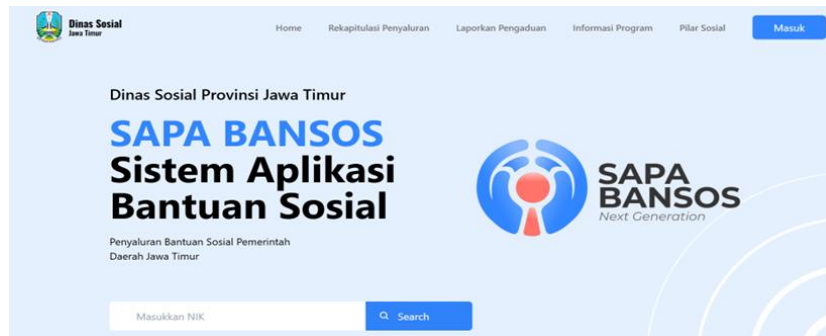 Dinas Sosial
Jawa Timur
Home Rekapitulasi Penyaluran Laporkan Pengaduan Informasi Program Pilar Sosial Masuk
Dinas Sosial Provinsi Jawa Timur
SAPA BANSOS
Sistem Aplikasi
Bantuan Sosial
SAPA
BANSOS
Next Generation
Penyaluran Bantuan Sosial Pemerintah
Daerah Jawa Timur
Masukkan NIK Search